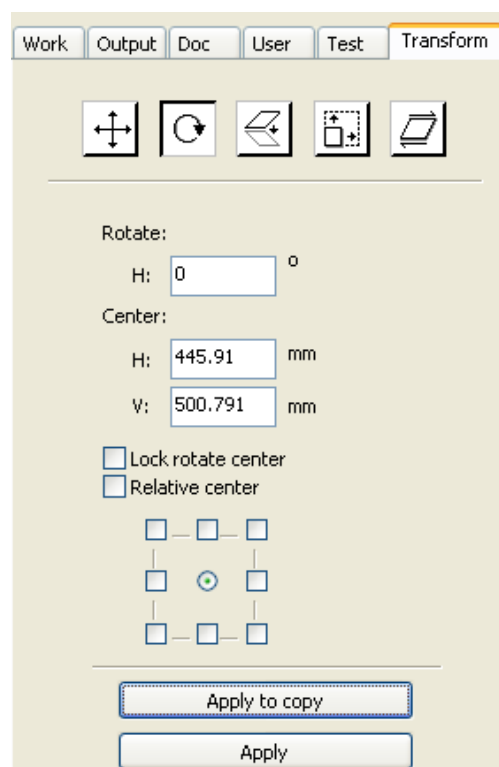 Work Output Doc User Test Transform
Rotate:
H: 0 °
Center:
H: 445.91 mm
V: 500.791 mm
Lock rotate center
Relative center
Apply to copy
Apply